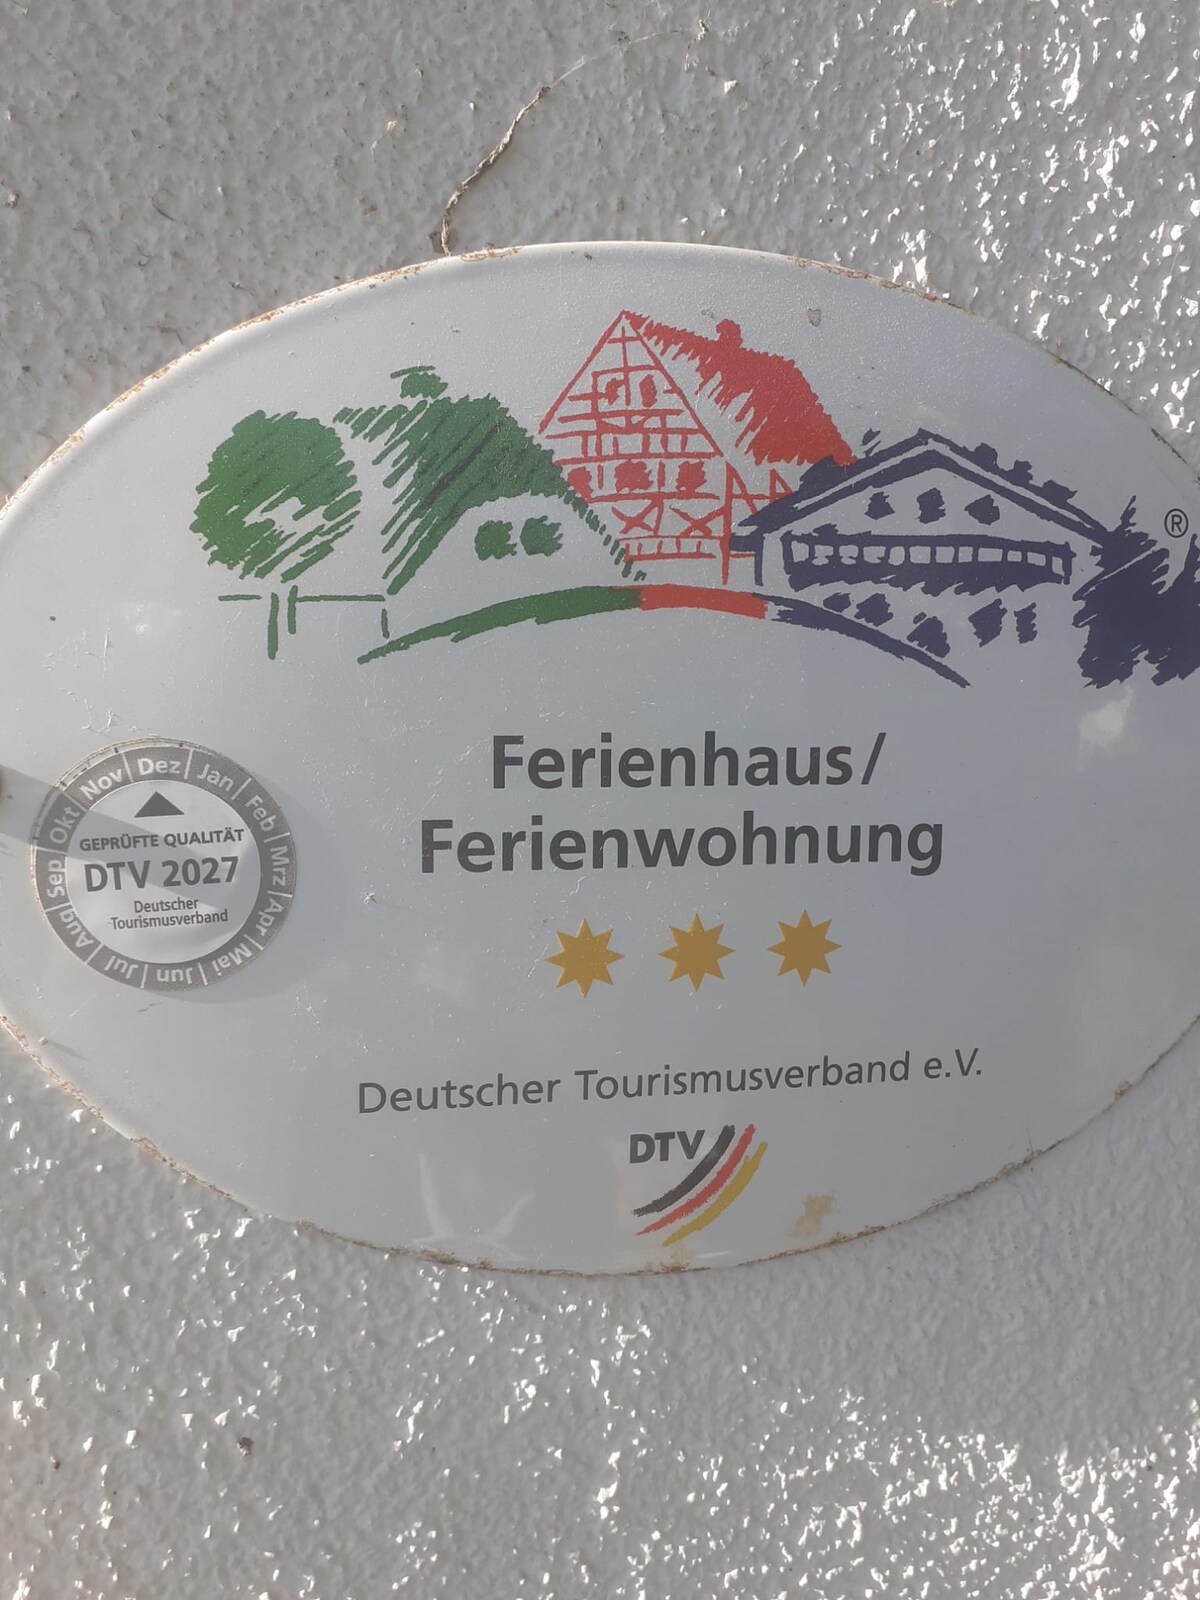 ®
Ferienhaus/
Ferienwohnung
Nov Dez Jan Feb Mrz Apr Mai Jun Jul Aug Sep Okt
GEPRÜFTE QUALITÄT
DTV 2027
Deutscher
Tourismusverband
Deutscher Tourismusverband e.V.
DTV